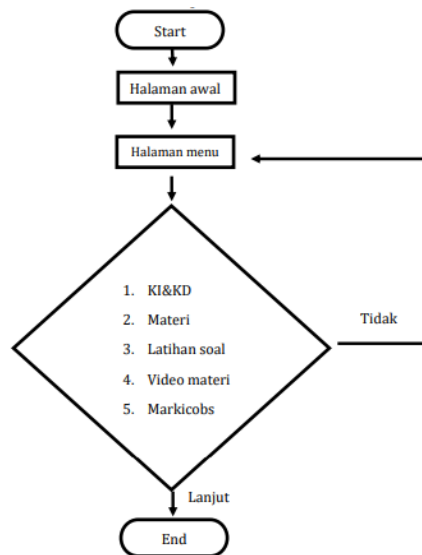 Start
Halaman awal
Halaman menu
1. KI&KD
2. Materi
3. Latihan soal
4. Video materi
5. Markicobs
Tidak
Lanjut
End